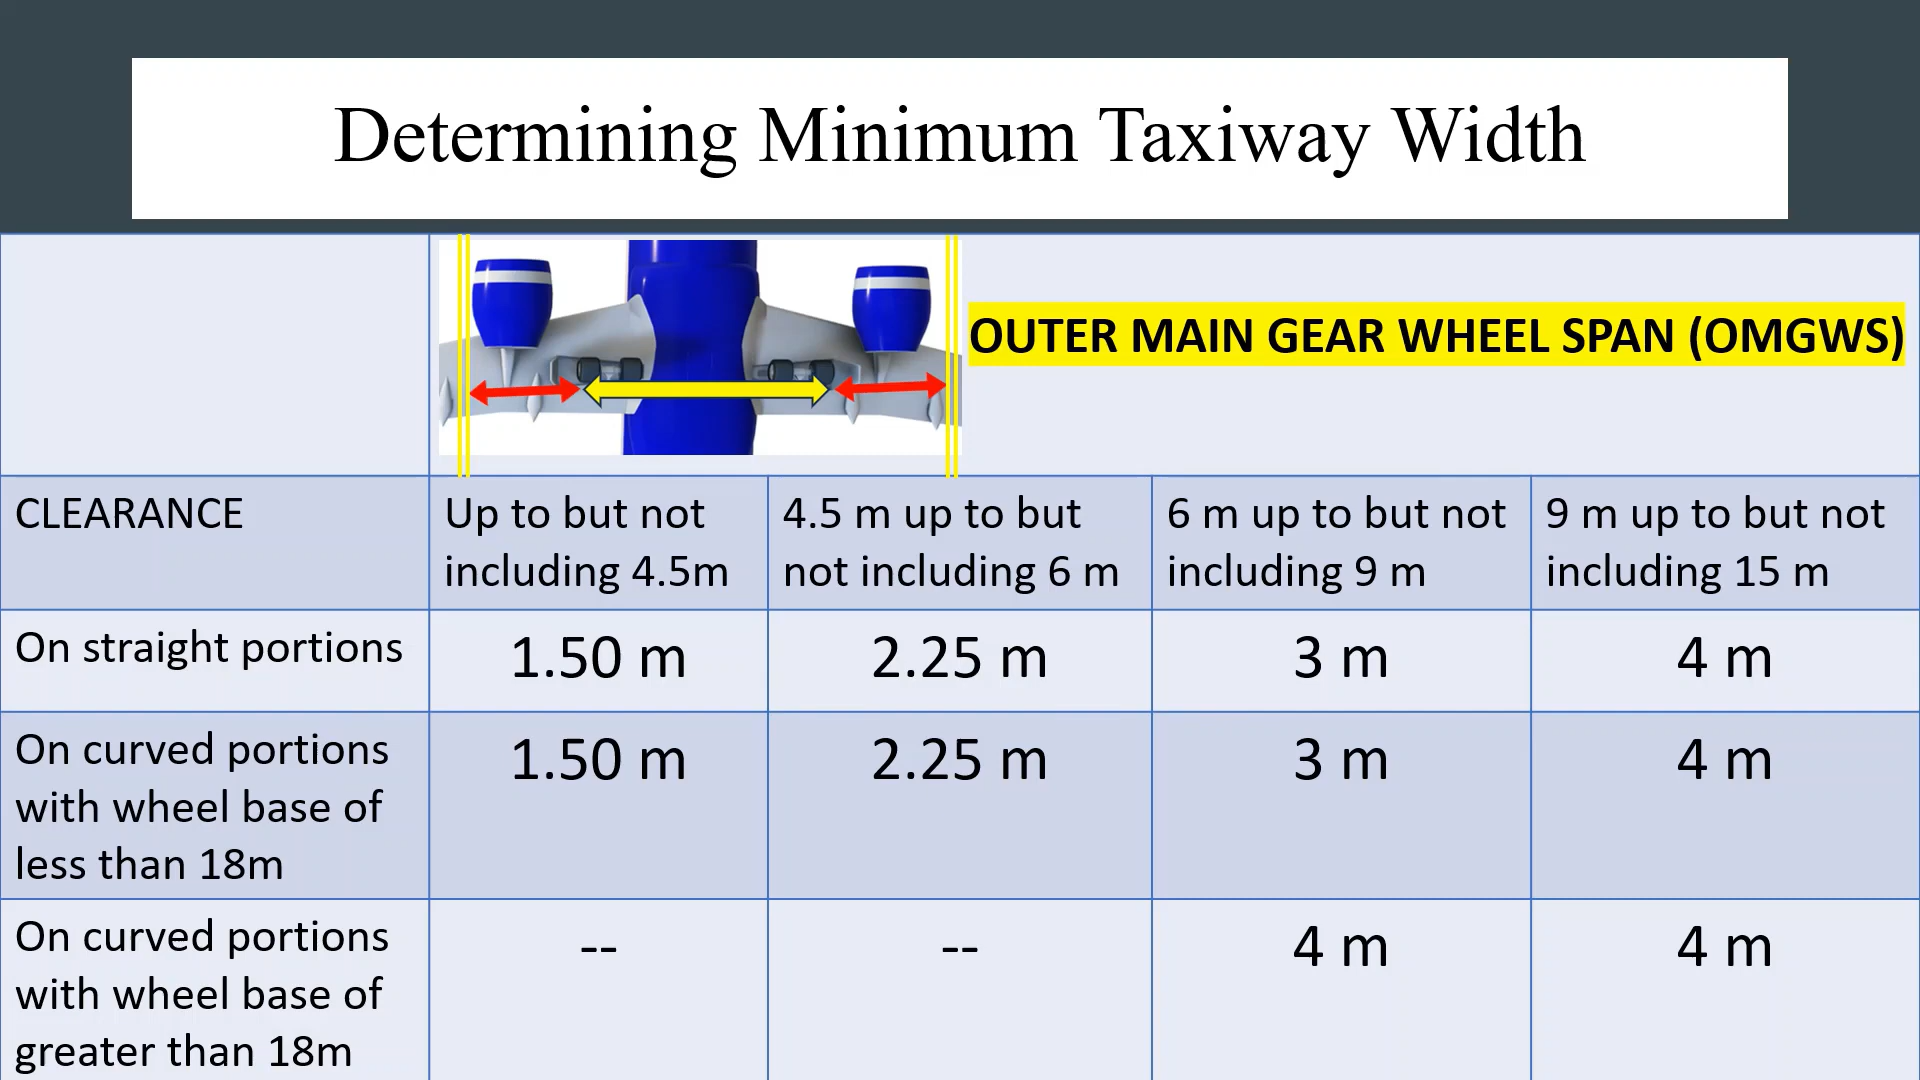 Determining Minimum Taxiway Width
OUTER MAIN GEAR WHEEL SPAN (OMGWS)
CLEARANCE
Up to but not
including 4.5m
4.5 m up to but
not including 6 m
6 m up to but not
including 9 m
9 m up to but not
including 15 m
On straight portions
1.50 m
2.25 m
3 m
4 m
On curved portions
with wheel base of
less than 18m
1.50 m
2.25 m
3 m
4 m
On curved portions
with wheel base of
greater than 18m
--
--
4 m
4 m